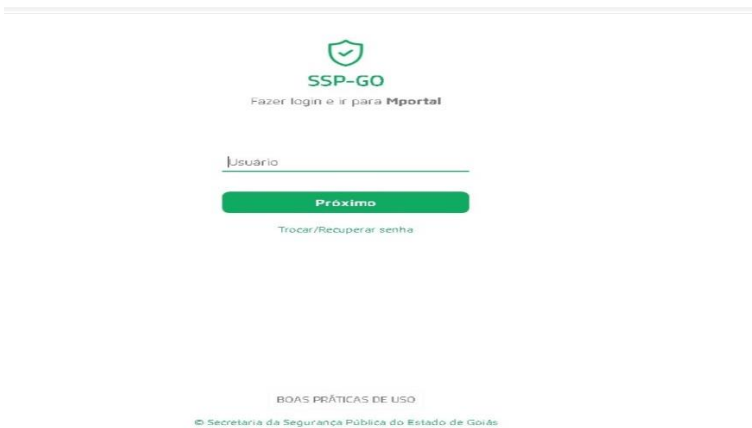 SSP-GO
Fazer login e ir para Mportal
Usuário
Próximo
Trocar/Recuperar senha
BOAS PRÁTICAS DE USO
© Secretaria da Segurança Pública do Estado de Goiás